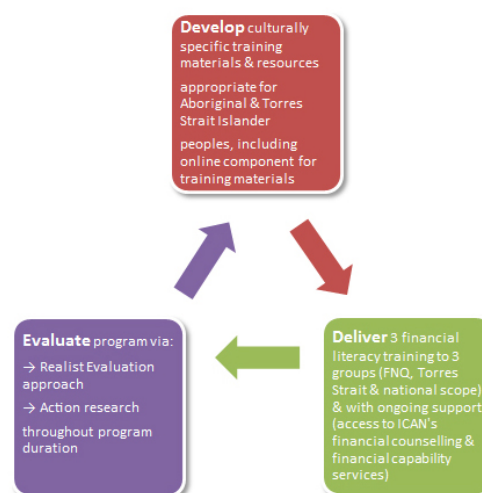 Develop culturally
specific training
materials & resources
appropriate for
Aboriginal & Torres
Strait Islander
peoples, including
online component for
training materials
Evaluate program via:
→ Realist Evaluation
approach
→ Action research
throughout program
duration
Deliver 3 financial
literacy training to 3
groups (FNQ, Torres
Strait & national scope)
& with ongoing support
(access to ICAN's
financial counselling &
financial capability
services)